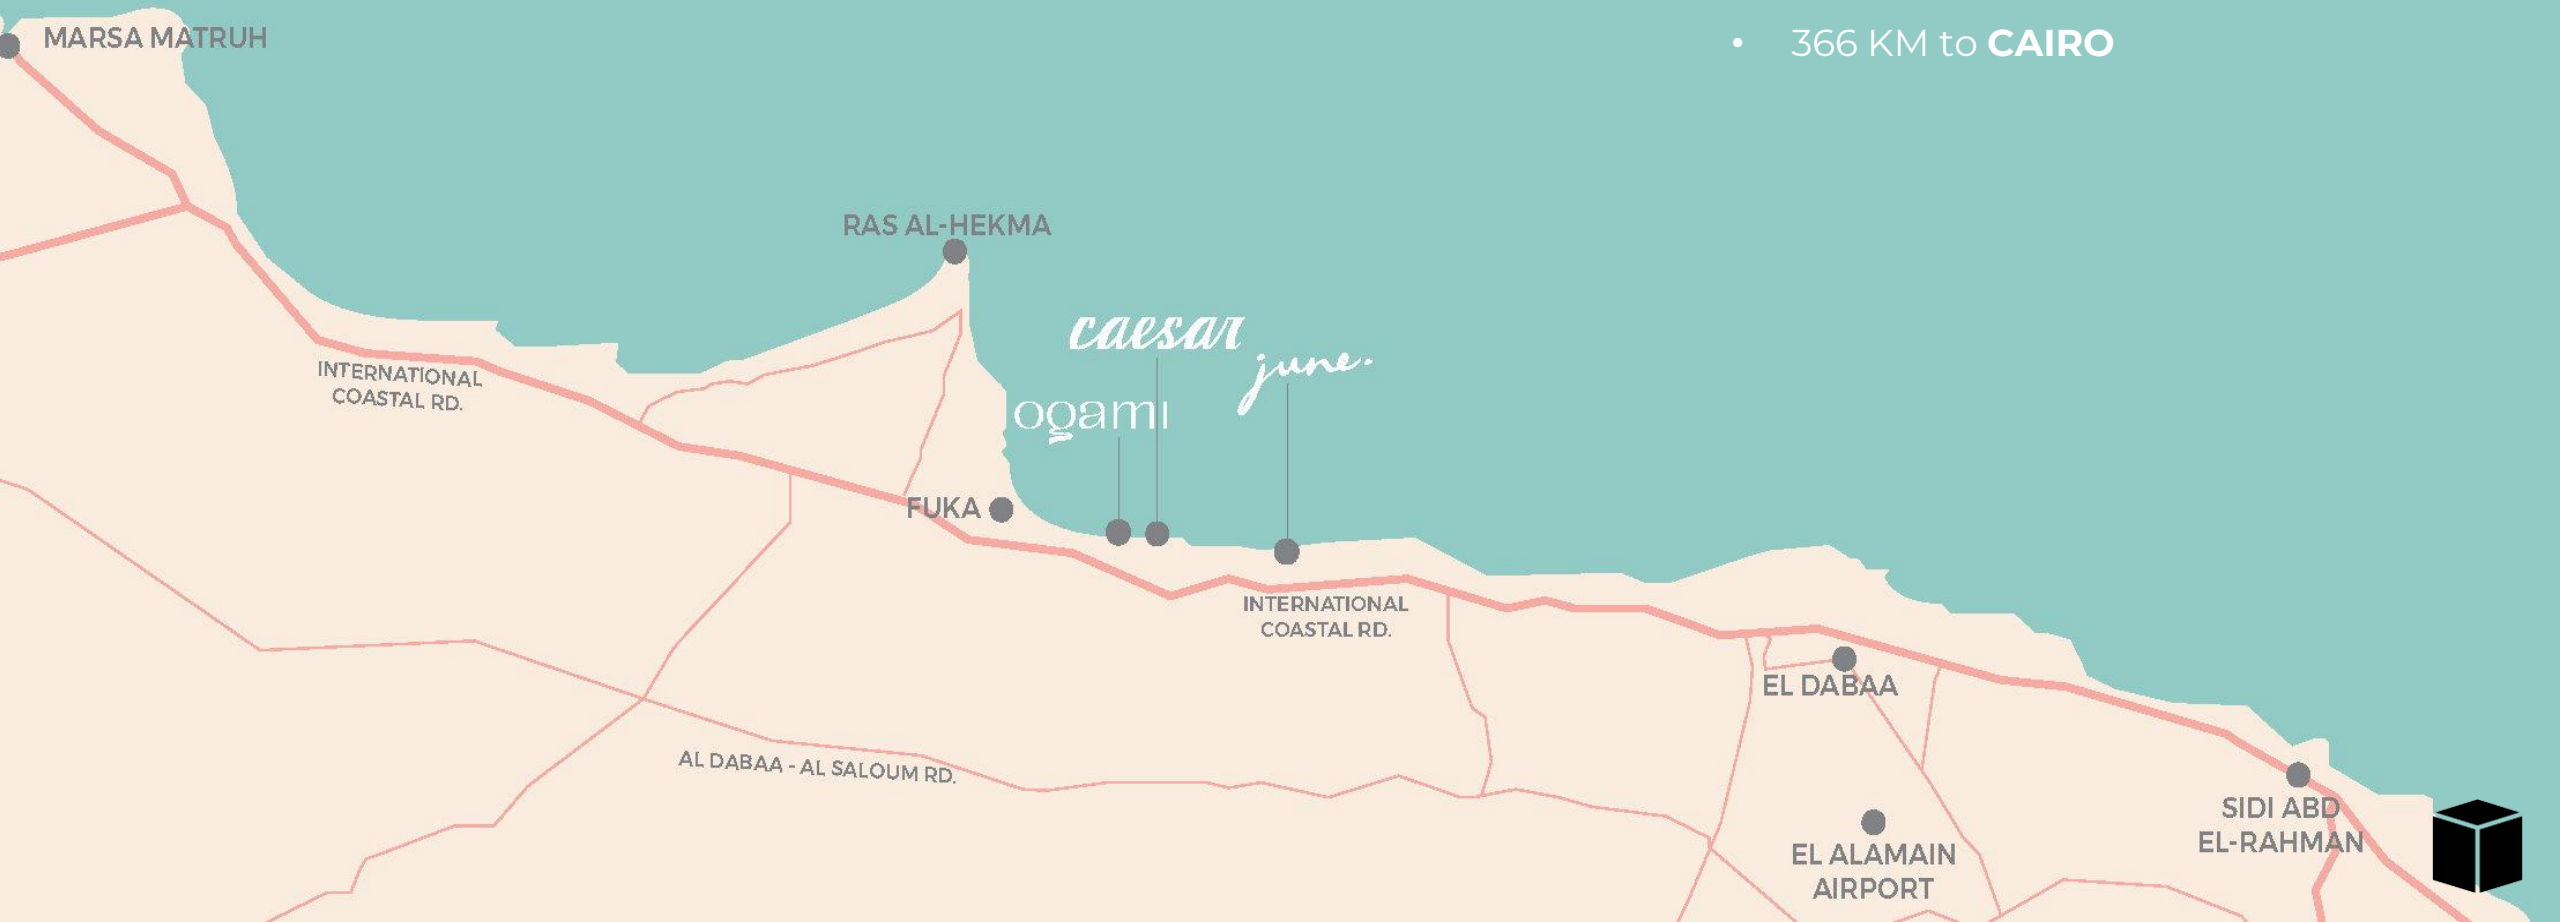 MARSA MATRUH
• 366 KM to CAIRO
RAS AL-HEKMA
caesar
june.
INTERNATIONAL
COASTAL RD.
ogami
FUKA
INTERNATIONAL
COASTAL RD.
EL DABAA
AL DABAA - AL SALOUM RD.
SIDI ABD
EL-RAHMAN
EL ALAMAIN
AIRPORT